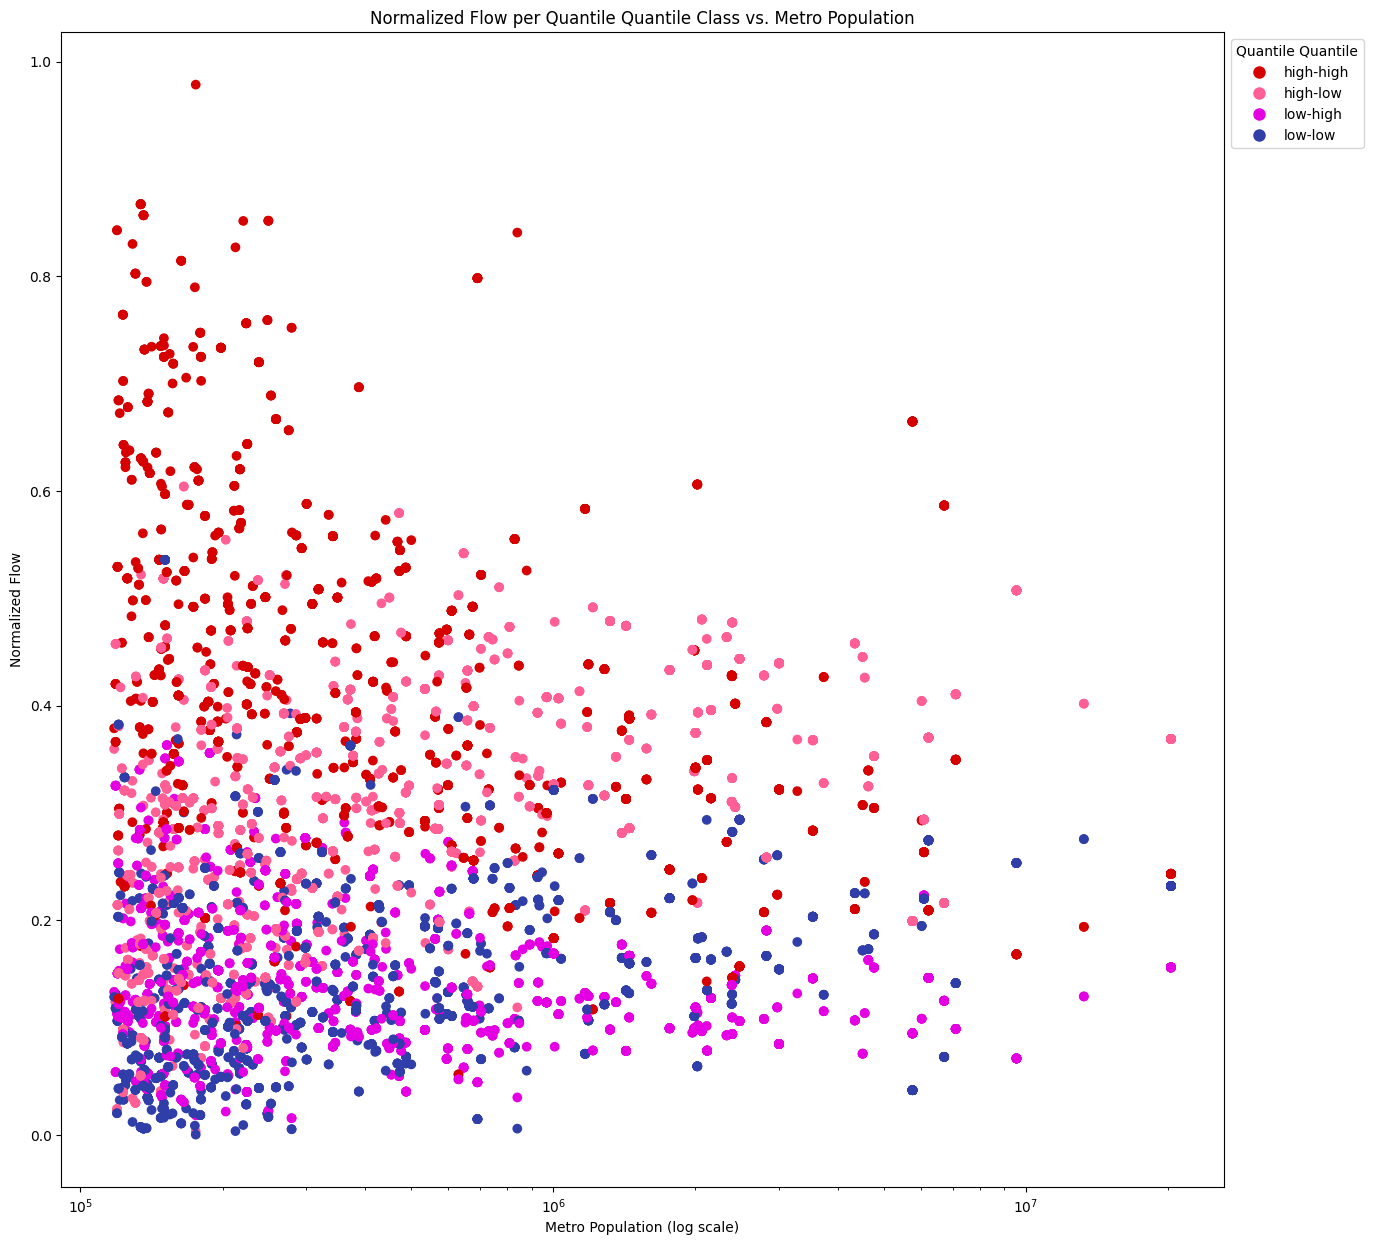 Normalized Flow per Quantile Quantile Class vs. Metro Population
Quantile Quantile
high-high
high-low
low-high
low-low
Normalized Flow
1.0
0.8
0.6
0.4
0.2
0.0
10⁵
10⁶
10⁷
Metro Population (log scale)